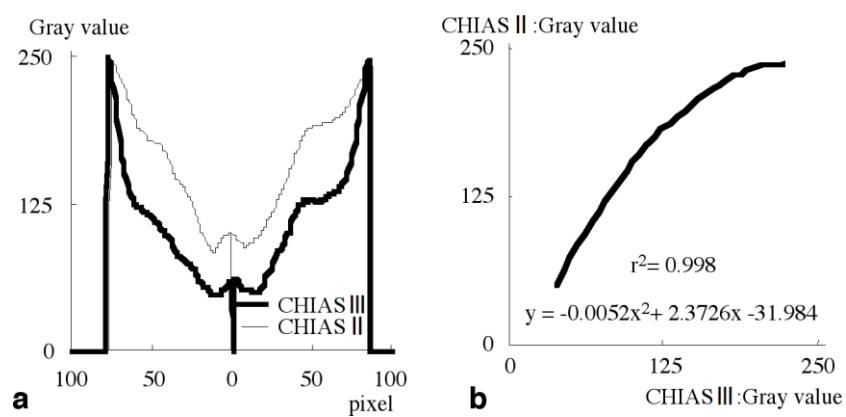 Gray value
250
125
0
100
50
0
50
100
pixel
CHIAS Ⅲ
CHIAS Ⅱ
a
CHIAS Ⅱ :Gray value
250
125
0
r²= 0.998
y = -0.0052x²+ 2.3726x -31.984
0
125
250
CHIAS Ⅲ:Gray value
b